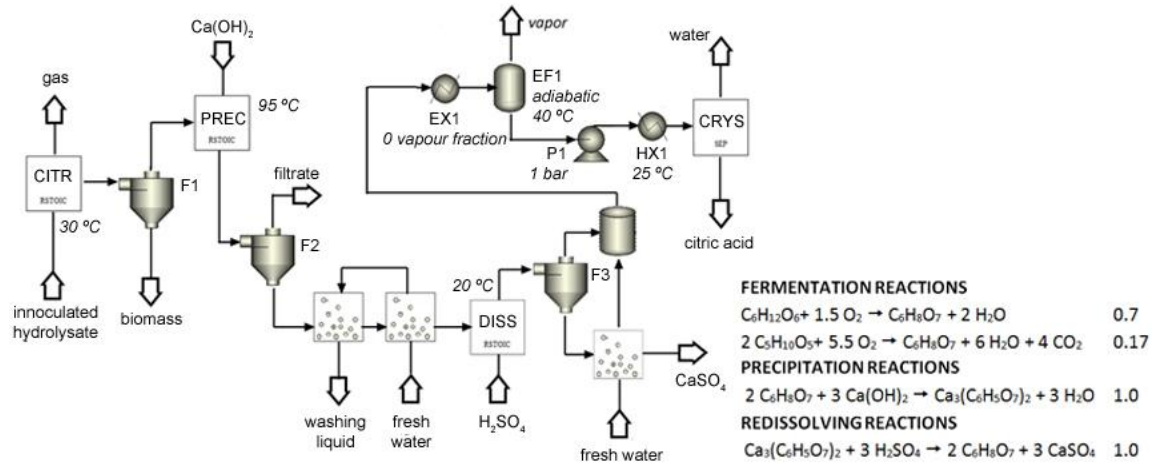 Ca(OH)₂
gas
PREC
RSTOIC
95 ºC
CITR
RSTOIC
30 ºC
F1
innoculated
hydrolysate
biomass
filtrate
F2
washing
liquid
fresh
water
20 ºC
DISS
RSTOIC
H₂SO₄
F3
CaSO₄
fresh water
vapor
EX1
0 vapour fraction
EF1
adiabatic
40 ºC
P1
1 bar
HX1
25 ºC
water
CRYS
SEP
citric acid
FERMENTATION REACTIONS
C₆H₁₂O₆+ 1.5 O₂ → C₆H₈O₇ + 2 H₂O 0.7
2 C₅H₁₀O₅+ 5.5 O₂ → C₆H₈O₇ + 6 H₂O + 4 CO₂ 0.17
PRECIPITATION REACTIONS
2 C₆H₈O₇ + 3 Ca(OH)₂ → Ca₃(C₆H₅O₇)₂ + 3 H₂O 1.0
REDISSOLVING REACTIONS
Ca₃(C₆H₅O₇)₂ + 3 H₂SO₄ → 2 C₆H₈O₇ + 3 CaSO₄ 1.0